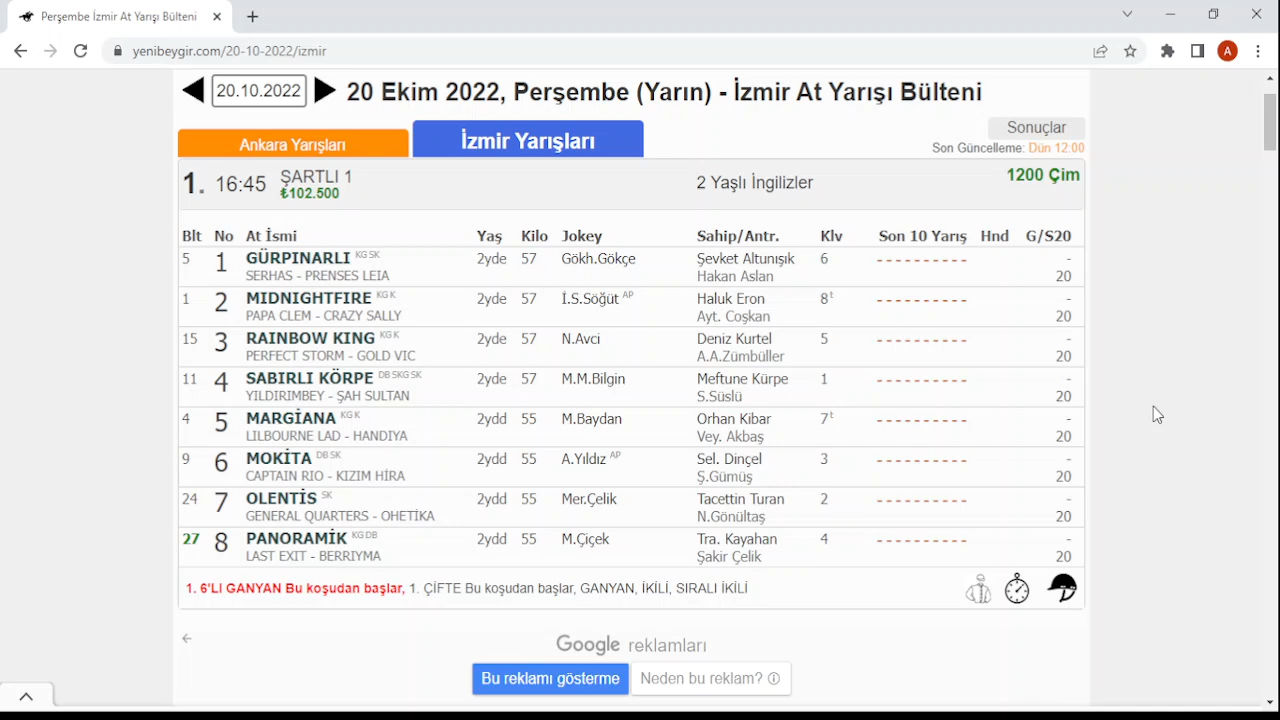 Perşembe İzmir At Yarışı Bülteni
yenibeygir.com/20-10-2022/izmir
A
20.10.2022 20 Ekim 2022, Perşembe (Yarın) - İzmir At Yarışı Bülteni
Ankara Yarışları İzmir Yarışları Sonuçlar
Son Güncelleme: Dün 12:00
1. 16:45 ŞARTLI 1 2 Yaşlı İngilizler 1200 Çim
₺102.500
Blt No At İsmi Yaş Kilo Jokey Sahip/Antr. Klv Son 10 Yarış Hnd G/S20
5 1 GÜRPINARLI KG SK 2yde 57 Gökh.Gökçe Şevket Altunışık 6 - - - - - - - - - - -
SERHAS - PRENSES LEIA Hakan Aslan 20
1 2 MIDNIGHTFIRE KG K 2yde 57 İ.S.Söğüt AP Haluk Eron 8t - - - - - - - - - - -
PAPA CLEM - CRAZY SALLY Ayt. Coşkan 20
15 3 RAINBOW KING KG K 2yde 57 N.Avci Deniz Kurtel 5 - - - - - - - - - - -
PERFECT STORM - GOLD VIC A.A.Zümbüller 20
11 4 SABIRLI KÖRPE DB SKG SK 2yde 57 M.M.Bilgin Meftune Kürpe 1 - - - - - - - - - - -
YILDIRIMBEY - ŞAH SULTAN S.Süslü 20
4 5 MARGİANA KG K 2ydd 55 M.Baydan Orhan Kibar 7t - - - - - - - - - - -
LILBOURNE LAD - HANDIYA Vey. Akbaş 20
9 6 MOKİTA DB SK 2ydd 55 A.Yıldız AP Sel. Dinçel 3 - - - - - - - - - - -
CAPTAIN RIO - KIZIM HİRA Ş.Gümüş 20
24 7 OLENTİS SK 2ydd 55 Mer.Çelik Tacettin Turan 2 - - - - - - - - - - -
GENERAL QUARTERS - OHETİKA N.Gönültaş 20
27 8 PANORAMİK KG DB 2ydd 55 M.Çiçek Tra. Kayahan 4 - - - - - - - - - - -
LAST EXIT - BERRIYMA Şakir Çelik 20
1. 6'LI GANYAN Bu koşudan başlar, 1. ÇİFTE Bu koşudan başlar, GANYAN, İKİLİ, SIRALI İKİLİ
Google reklamları
Bu reklamı gösterme Neden bu reklam?